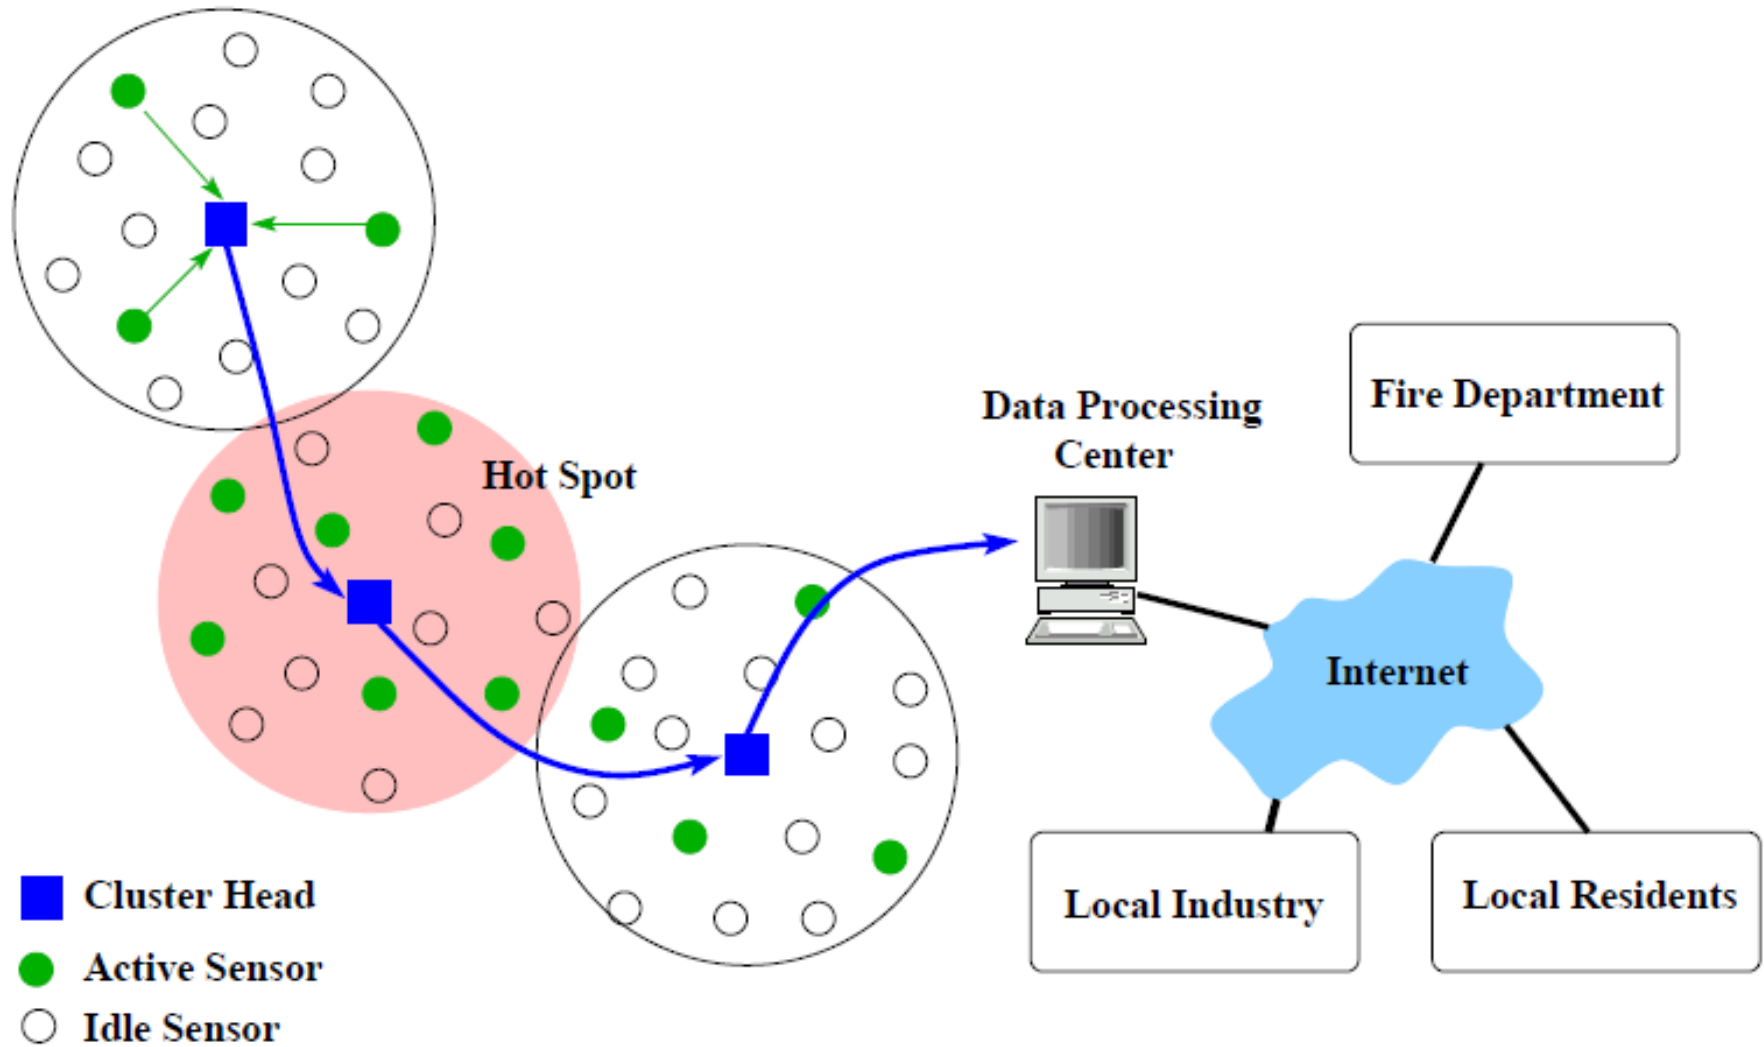 Hot Spot
Data Processing
Center
Fire Department
Internet
Local Industry
Local Residents
Cluster Head
Active Sensor
Idle Sensor